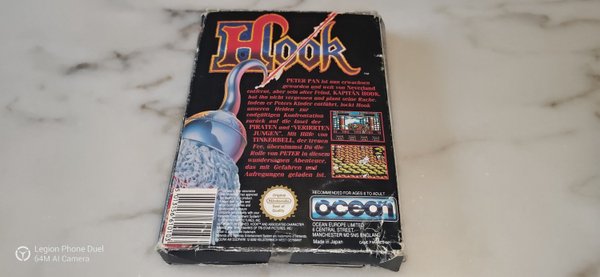 Hook
PETER PAN ist nun erwachsen
geworden und weit von Neverland
entfernt, aber sein alter Feind, KAPITÄN HOOK,
hat ihn nicht vergessen und plant seine Rache.
Indem er Peters Kinder entführt, lockt Hook
unseren Helden zur
endgültigen Konfrontation
zurück auf die Insel der
PIRATEN und "VERIRRTEN
JUNGEN". Mit Hilfe von
TINKERBELL, der treuen
Fee, übernimmst Du die
Rolle von PETER in diesem
wundersamen Abenteuer,
das mit Gefahren und
Aufregungen geladen ist.
Original
Nintendo
Seal of
Quality
RECOMMENDED FOR AGES 6 TO ADULT
ocean
OCEAN EUROPE LIMITED
6 CENTRAL STREET,
MANCHESTER M2 5NS ENGLAND
Made in Japan
Legion Phone Duel
64M AI Camera